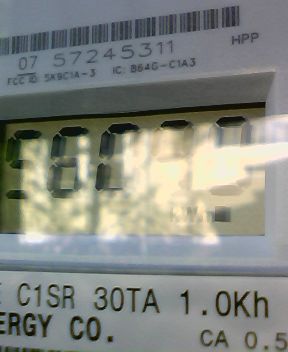 07 57245311
HPP
FCC ID: SK9C1A-3 IC: 864G-C1A3
C1SR 30TA 1.0Kh
ERGY CO.
CA 0.5